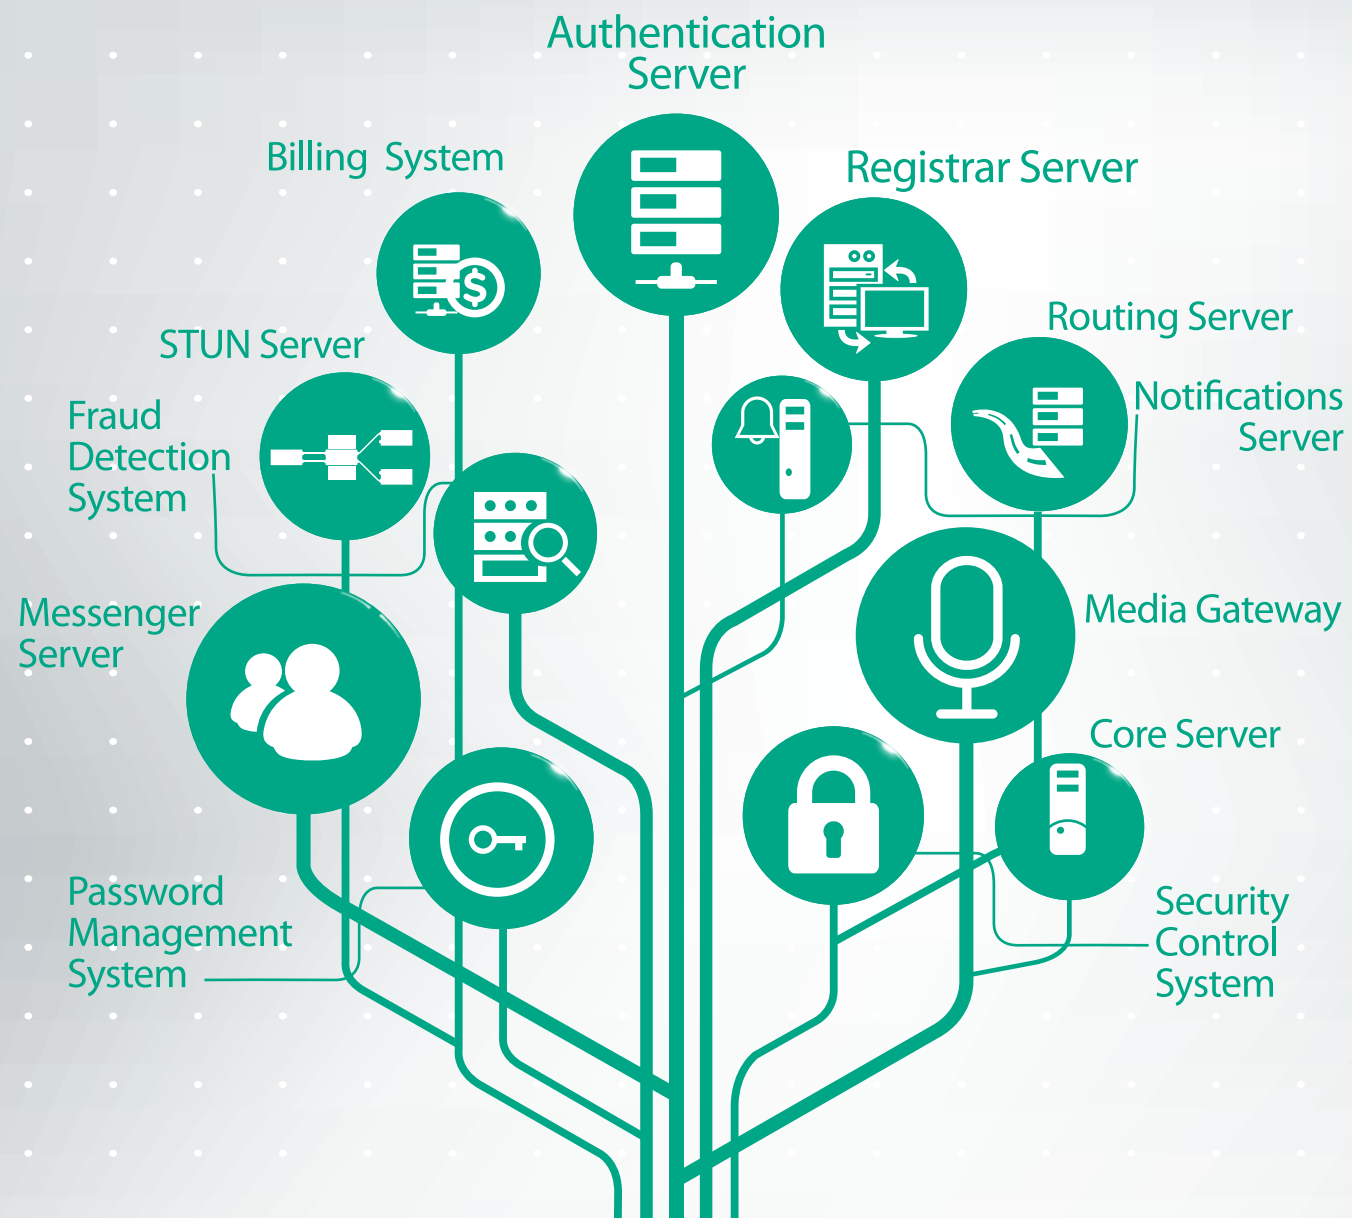 Authentication
Server
Billing System
Registrar Server
Routing Server
STUN Server
Notifications
Server
Fraud
Detection
System
$
Messenger
Server
Media Gateway
Core Server
Password
Management
System
Security
Control
System